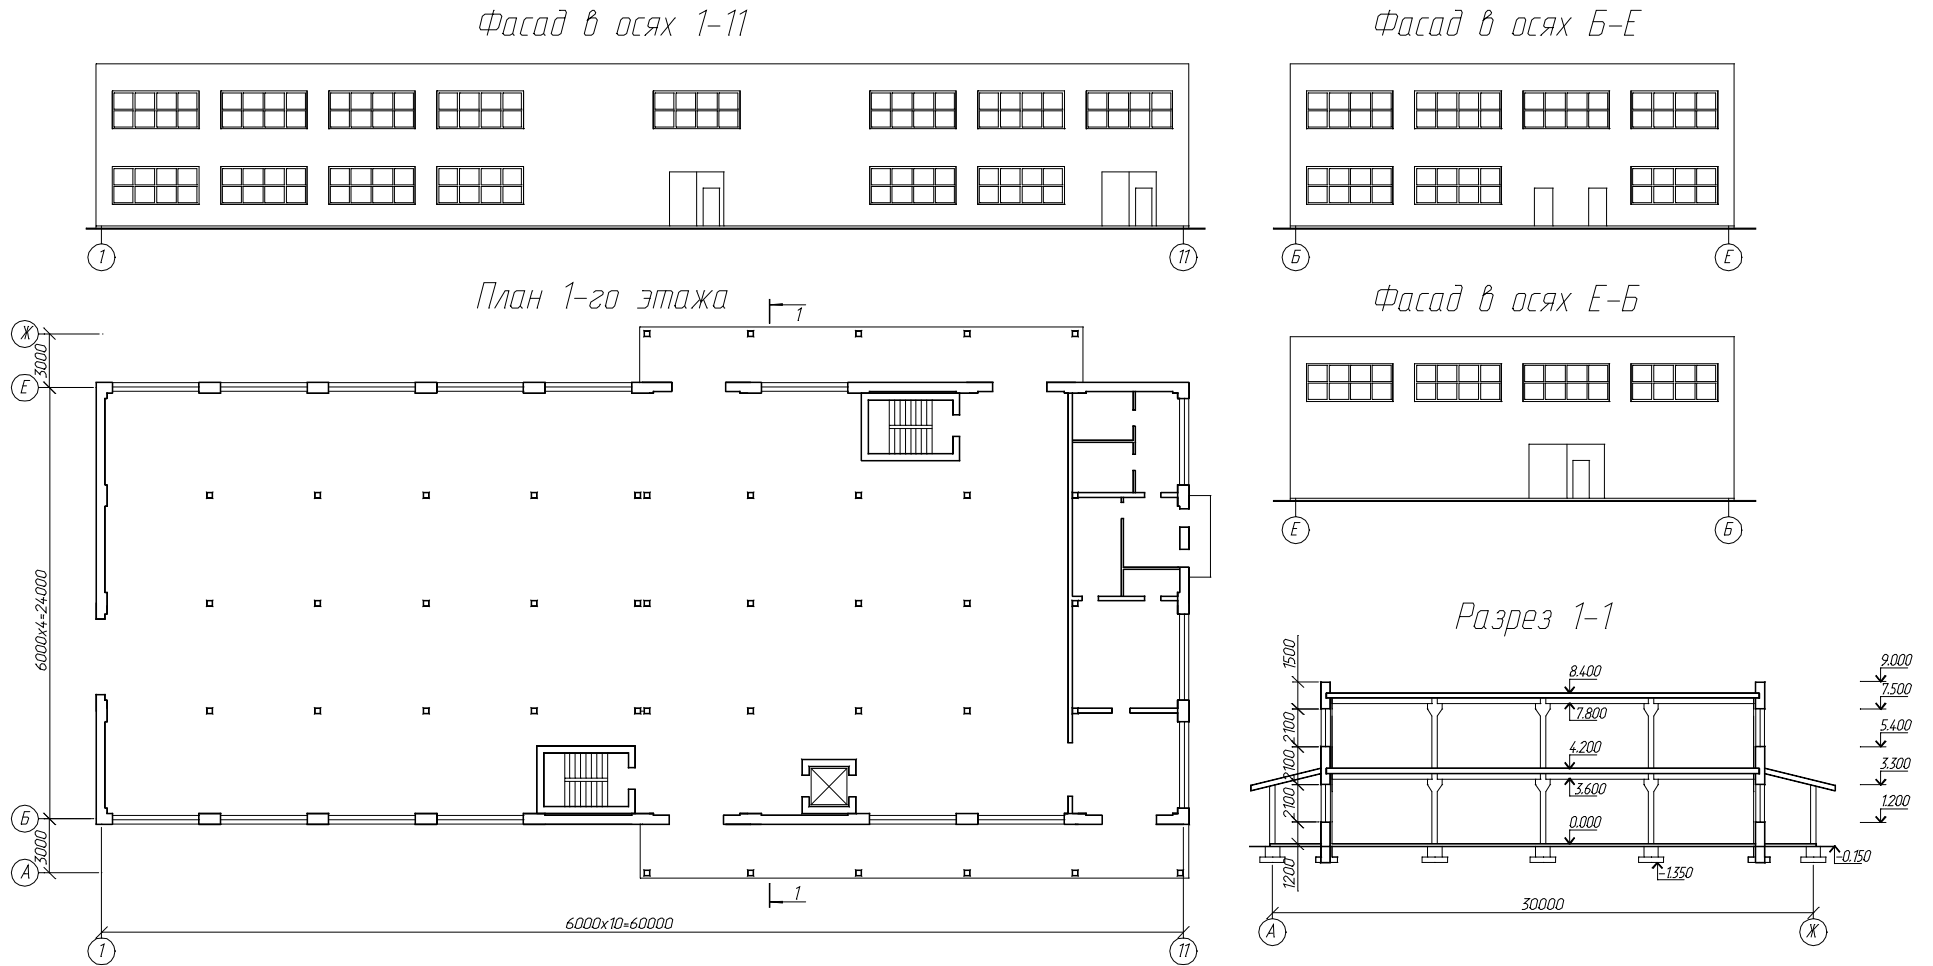 Фасад в осях 1-11
Фасад в осях Б-Е
1
11
Б
Е
План 1-го этажа
Фасад в осях Е-Б
1
Ж
3000
Е
6000х4=24000
Б
3000
А
1
6000х10=60000
1
11
Е
Б
Разрез 1-1
1500
2100
2100
2100
1200
8.400
7.800
4.200
3.600
0.000
9.000
7.500
5.400
3.300
1.200
-0.150
-1.350
30000
А
Ж